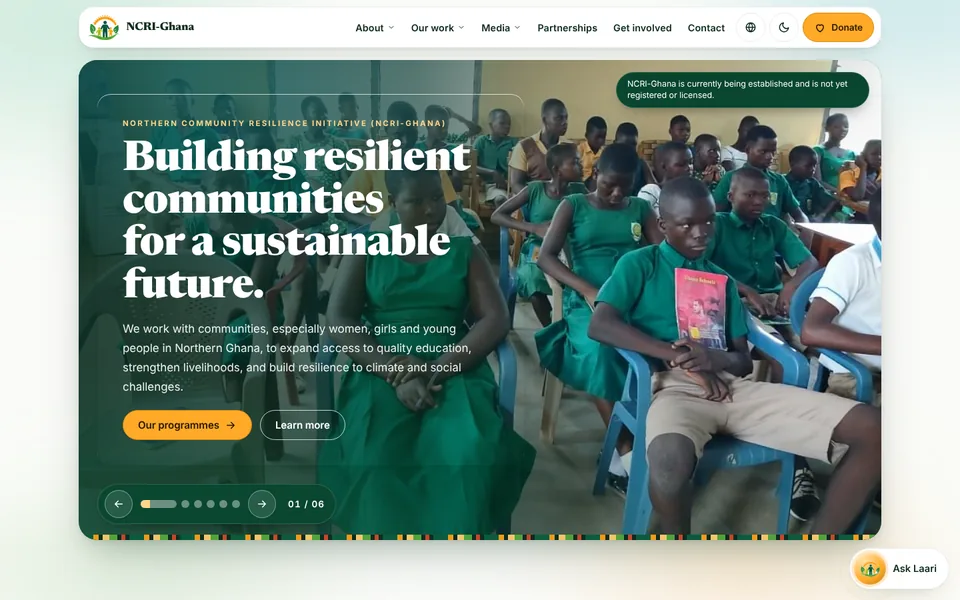 NCRI-Ghana
About
Our work
Media
Partnerships
Get involved
Contact
Donate
NCRI-Ghana is currently being established and is not yet
registered or licensed.
NORTHERN COMMUNITY RESILIENCE INITIATIVE (NCRI-GHANA)
Building resilient
communities
for a sustainable
future.
We work with communities, especially women, girls and young
people in Northern Ghana, to expand access to quality education,
strengthen livelihoods, and build resilience to climate and social
challenges.
Our programmes →
Learn more
01 / 06
Ask Laari